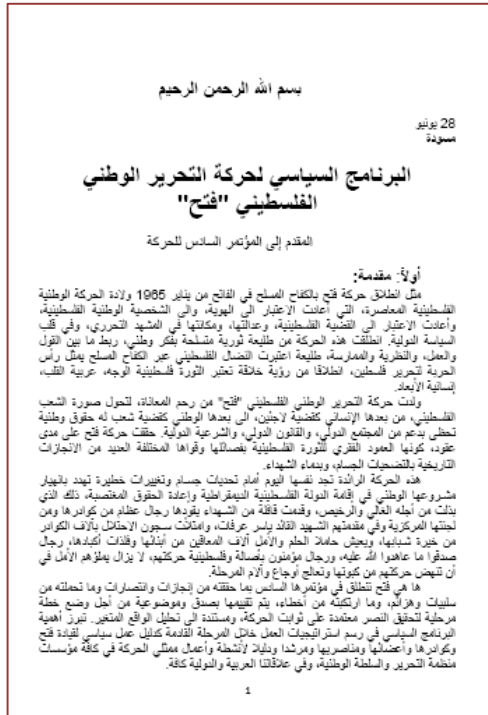 بسم الله الرحمن الرحيم
28 يونيو
مسودة
البرنامج السياسي لحركة التحرير الوطني
الفلسطيني "فتح"
المقدم إلى المؤتمر السادس للحركة
أولاً: مقدمة:
مثل انطلاق حركة فتح بالكفاح المسلح في الفاتح من يناير 1965 ولادة الحركة الوطنية
الفلسطينية المعاصرة، التي أعادت الاعتبار الى الهوية، والى الشخصية الوطنية الفلسطينية،
وأعادت الاعتبار الى القضية الفلسطينية، وعدالتها، ومكانتها في المشهد التحرري، وفي قلب
السياسة الدولية. انطلقت هذه الحركة من طليعة ثورية متسلحة بفكر وطني، ربط ما بين القول
والعمل، والنظرية والممارسة، طليعة اعتبرت النضال الفلسطيني عبر الكفاح المسلح يمثل رأس
الحربة لتحرير فلسطين، انطلاقا من رؤية خلاقة تعتبر الثورة فلسطينية الوجه، عربية القلب،
إنسانية الأبعاد.
ولدت حركة التحرير الوطني الفلسطيني "فتح" من رحم المعاناة، لتحول صورة الشعب
الفلسطيني، من بعدها الإنساني كقضية لاجئين، الى بعدها الوطني كقضية شعب له حقوق وطنية
تحظى بدعم من المجتمع الدولي، والقانون الدولي، والشرعية الدولية. حققت حركة فتح على مدى
عقود، كونها العمود الفقري للثورة الفلسطينية بفصائلها وقواها المختلفة العديد من الانجازات
التاريخية بالتضحيات الجسام، وبدماء الشهداء.
هذه الحركة الرائدة تجد نفسها اليوم أمام تحديات جسام وتغييرات خطيرة تهدد بانهيار
مشروعها الوطني في إقامة الدولة الفلسطينية الديمقراطية وإعادة الحقوق المغتصبة، ذلك الذي
بذلت من أجله الغالي والرخيص، وقدمت قافلة من الشهداء يقودها رجال عظام من كوادرها ومن
لجنتها المركزية وفي مقدمتهم الشهيد القائد ياسر عرفات، وامتلأت سجون الاحتلال بآلاف الكوادر
من خيرة شبابها، ويعيش حاملا الحلم والأمل آلاف المعاقين من أبنائها وفلذات أكبادها، رجال
صدقوا ما عاهدوا الله عليه، ورجال مؤمنون بأصالة وفلسطينية حركتهم، لا يزال يملؤهم الأمل في
أن تنهض حركتهم من كبوتها وتعالج أوجاع وآلام المرحلة.
ها هي فتح تنطلق في مؤتمرها السادس بما حققته من إنجازات وانتصارات وما تحملته من
سلبيات وهزائم، وما ارتكبته من أخطاء، يتم تقييمها بصدق وموضوعية من أجل وضع خطة
مرحلية لتحقيق النصر معتمدة على ثوابت الحركة، ومستندة الى تحليل الواقع المتغير. تبرز أهمية
البرنامج السياسي في رسم استراتيجيات العمل خلال المرحلة القادمة كدليل عمل سياسي لقيادة فتح
وكوادرها وأعضائها ومناصريها ومرشدا ودليلا لأنشطة وأعمال ممثلي الحركة في كافة مؤسسات
منظمة التحرير والسلطة الوطنية، وفي علاقاتنا العربية والدولية كافة.
1